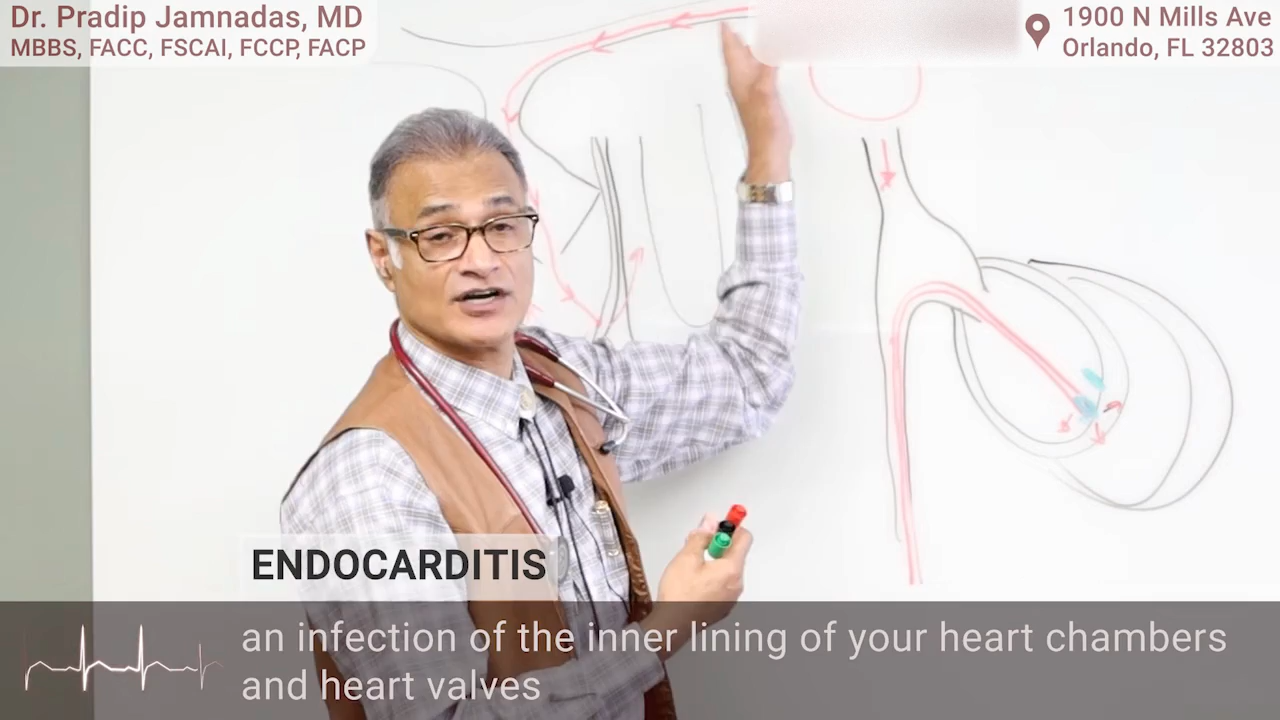 Dr. Pradip Jamnadas, MD
MBBS, FACC, FSCAI, FCCP, FACP
1900 N Mills Ave
Orlando, FL 32803
ENDOCARDITIS
an infection of the inner lining of your heart chambers
and heart valves